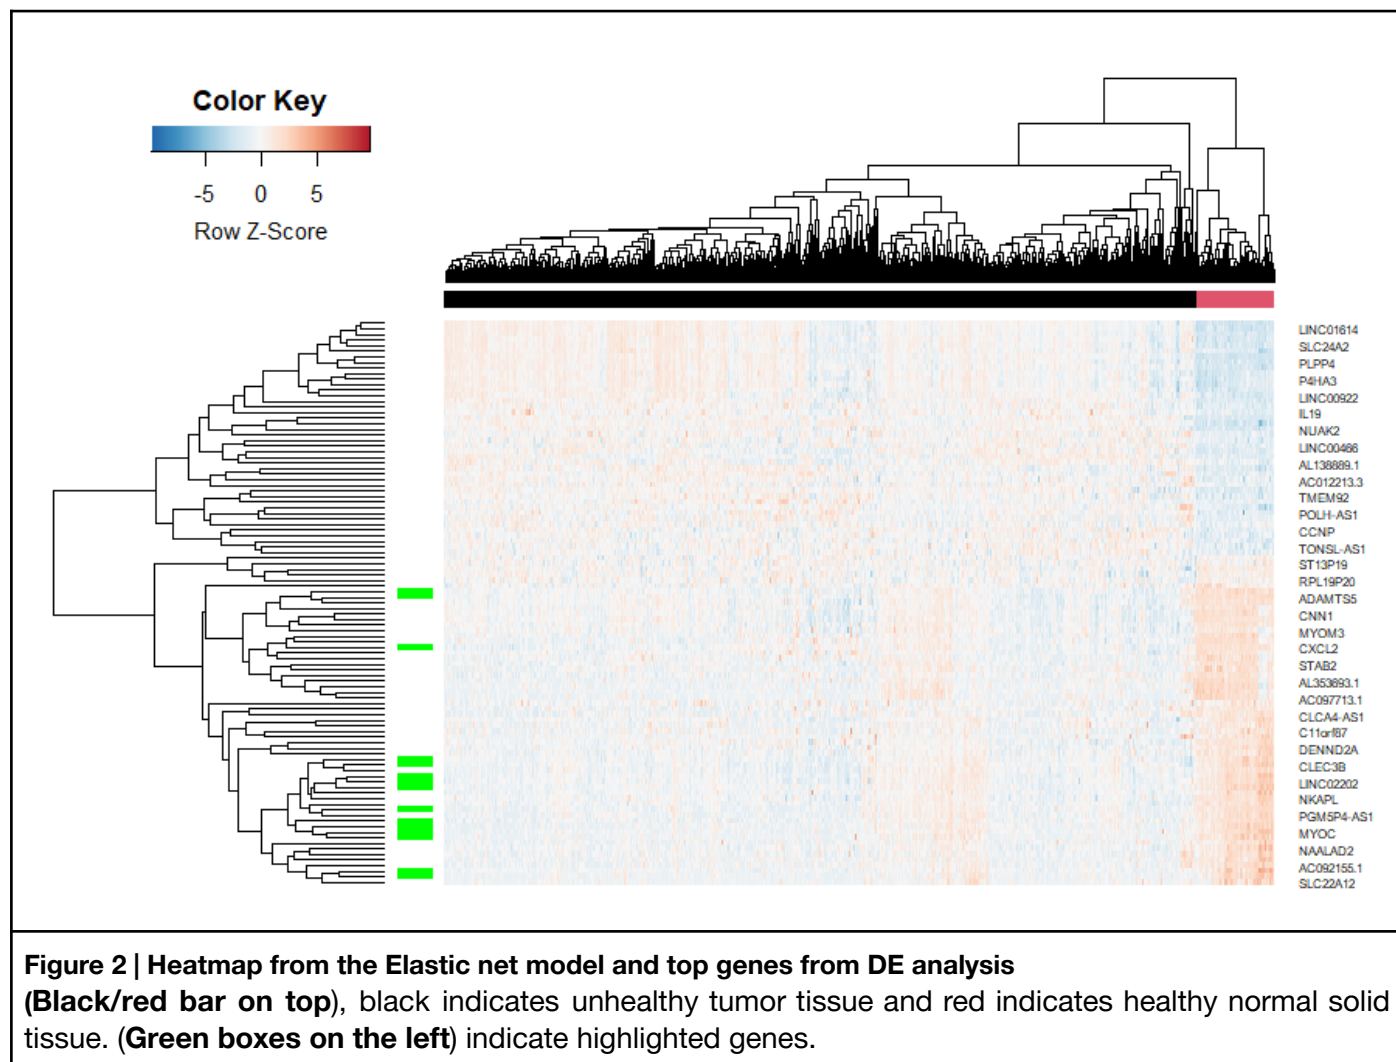 Color Key
-5 0 5
Row Z-Score
LINC01614
SLC24A2
PLPP4
P4HA3
LINC00922
IL19
NUAK2
LINC00466
AL138889.1
AC012213.3
TMEM92
POLH-AS1
CCNP
TONSL-AS1
ST13P19
RPL19P20
ADAMTS5
CNN1
MYOM3
CXCL2
STAB2
AL353693.1
AC097713.1
CLCA4-AS1
C11orf87
DENND2A
CLEC3B
LINC02202
NKAPL
PGM5P4-AS1
MYOC
NAALAD2
AC092155.1
SLC22A12
Figure 2 | Heatmap from the Elastic net model and top genes from DE analysis
(Black/red bar on top), black indicates unhealthy tumor tissue and red indicates healthy normal solid
tissue. (Green boxes on the left) indicate highlighted genes.